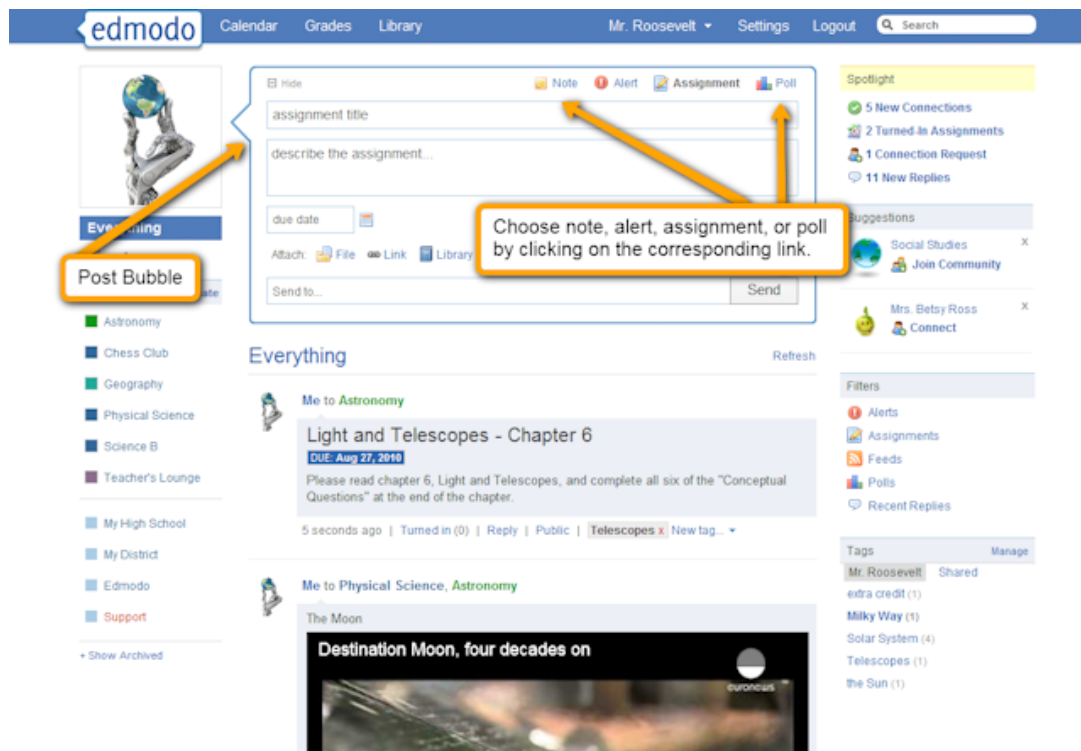 edmodo
Calendar Grades Library Mr. Roosevelt Settings Logout Search
Hide Note Alert Assignment Poll
assignment title
describe the assignment...
due date
Attach: File Link Library
Send to... Send
Choose note, alert, assignment, or poll
by clicking on the corresponding link.
Post Bubble
Everything
Astronomy
Chess Club
Geography
Physical Science
Science B
Teacher's Lounge
My High School
My District
Edmodo
Support
+ Show Archived
Everything Refresh
Me to Astronomy
Light and Telescopes - Chapter 6
DUE: Aug 27, 2010
Please read chapter 6, Light and Telescopes, and complete all six of the "Conceptual
Questions" at the end of the chapter.
5 seconds ago | Turned in (0) | Reply | Public | Telescopes x New tag...
Me to Physical Science, Astronomy
The Moon
Destination Moon, four decades on
euronews
Spotlight
5 New Connections
2 Turned-In Assignments
1 Connection Request
11 New Replies
Suggestions
Social Studies x
Join Community
Mrs. Betsy Ross x
Connect
Filters
Alerts
Assignments
Feeds
Polls
Recent Replies
Tags Manage
Mr. Roosevelt Shared
extra credit (1)
Milky Way (1)
Solar System (4)
Telescopes (1)
the Sun (1)